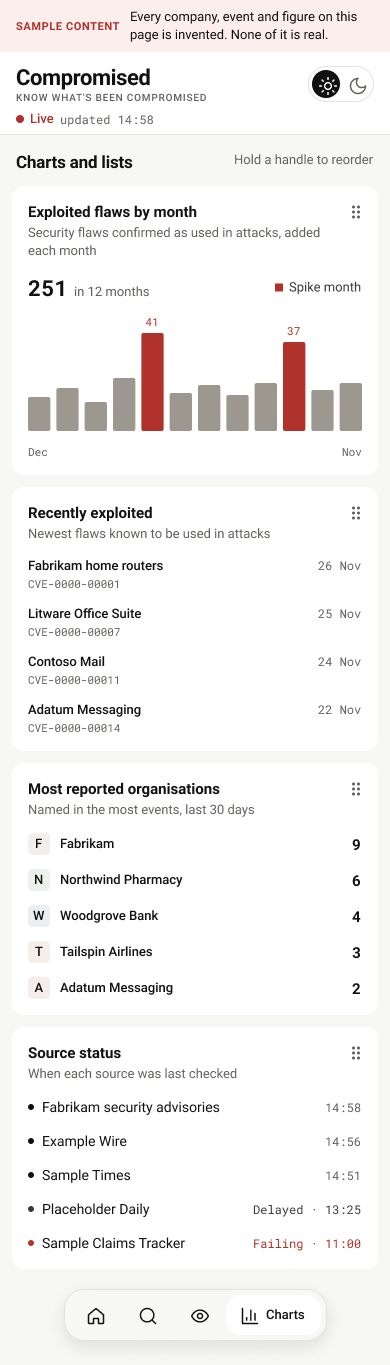 SAMPLE CONTENT
Every company, event and figure on this
page is invented. None of it is real.
Compromised
KNOW WHAT'S BEEN COMPROMISED
Live updated 14:58
Charts and lists
Hold a handle to reorder
Exploited flaws by month
Security flaws confirmed as used in attacks, added
each month
251 in 12 months
Spike month
41
37
Dec
Nov
Recently exploited
Newest flaws known to be used in attacks
Fabrikam home routers
26 Nov
CVE-0000-00001
Litware Office Suite
25 Nov
CVE-0000-00007
Contoso Mail
24 Nov
CVE-0000-00011
Adatum Messaging
22 Nov
CVE-0000-00014
Most reported organisations
Named in the most events, last 30 days
F Fabrikam 9
N Northwind Pharmacy 6
W Woodgrove Bank 4
T Tailspin Airlines 3
A Adatum Messaging 2
Source status
When each source was last checked
Fabrikam security advisories 14:58
Example Wire 14:56
Sample Times 14:51
Placeholder Daily Delayed · 13:25
Sample Claims Tracker Failing · 11:00
Charts